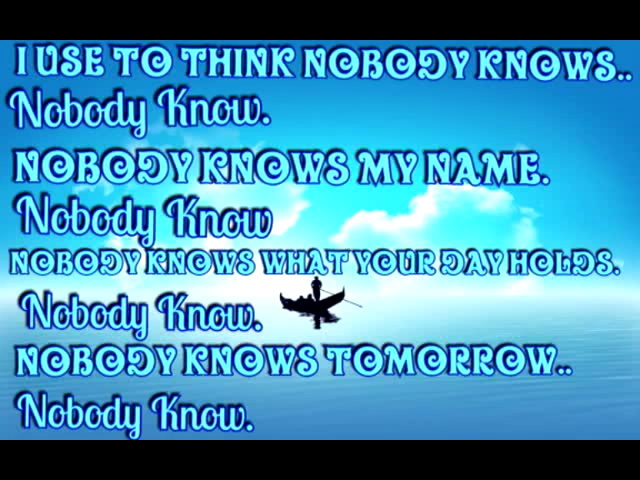 I USE TO THINK NOBODY KNOWS..
Nobody Know.
NOBODY KNOWS MY NAME.
Nobody Know
NOBODY KNOWS WHAT YOUR DAY HOLDS.
Nobody Know.
NOBODY KNOWS TOMORROW..
Nobody Know.